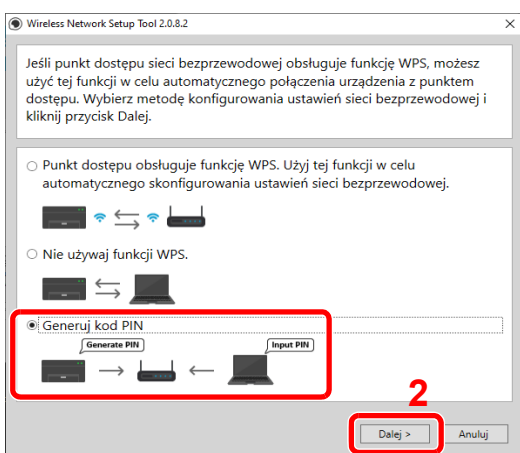 Wireless Network Setup Tool 2.0.8.2
Jeśli punkt dostępu sieci bezprzewodowej obsługuje funkcję WPS, możesz
użyć tej funkcji w celu automatycznego połączenia urządzenia z punktem
dostępu. Wybierz metodę konfigurowania ustawień sieci bezprzewodowej i
kliknij przycisk Dalej.
Punkt dostępu obsługuje funkcję WPS. Użyj tej funkcji w celu
automatycznego skonfigurowania ustawień sieci bezprzewodowej.
Nie używaj funkcji WPS.
Generuj kod PIN
Generate PIN Input PIN
2
Dalej > Anuluj